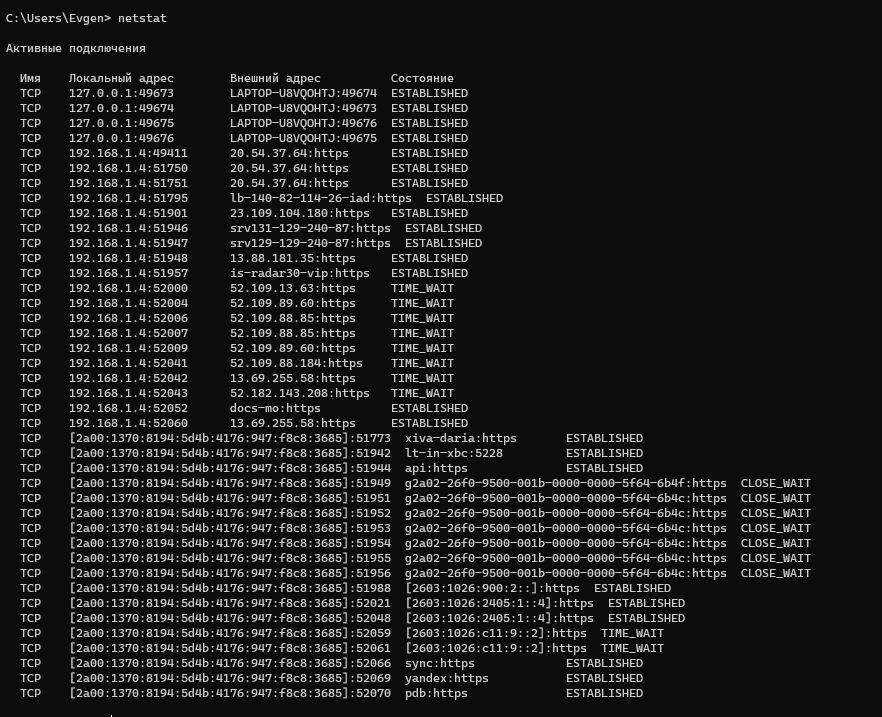 C:\Users\Evgen> netstat
Активные подключения
Имя Локальный адрес Внешний адрес Состояние
TCP 127.0.0.1:49673 LAPTOP-U8VQOHTJ:49674 ESTABLISHED
TCP 127.0.0.1:49674 LAPTOP-U8VQOHTJ:49673 ESTABLISHED
TCP 127.0.0.1:49675 LAPTOP-U8VQOHTJ:49676 ESTABLISHED
TCP 127.0.0.1:49676 LAPTOP-U8VQOHTJ:49675 ESTABLISHED
TCP 192.168.1.4:49411 20.54.37.64:https ESTABLISHED
TCP 192.168.1.4:51750 20.54.37.64:https ESTABLISHED
TCP 192.168.1.4:51751 20.54.37.64:https ESTABLISHED
TCP 192.168.1.4:51795 lb-140-82-114-26-iad:https ESTABLISHED
TCP 192.168.1.4:51901 23.109.104.180:https ESTABLISHED
TCP 192.168.1.4:51946 srv131-129-240-87:https ESTABLISHED
TCP 192.168.1.4:51947 srv129-129-240-87:https ESTABLISHED
TCP 192.168.1.4:51948 13.88.181.35:https ESTABLISHED
TCP 192.168.1.4:51957 is-radar30-vip:https ESTABLISHED
TCP 192.168.1.4:52000 52.109.13.63:https TIME_WAIT
TCP 192.168.1.4:52004 52.109.89.60:https TIME_WAIT
TCP 192.168.1.4:52006 52.109.88.85:https TIME_WAIT
TCP 192.168.1.4:52007 52.109.88.85:https TIME_WAIT
TCP 192.168.1.4:52009 52.109.89.60:https TIME_WAIT
TCP 192.168.1.4:52041 52.109.88.184:https TIME_WAIT
TCP 192.168.1.4:52042 13.69.255.58:https TIME_WAIT
TCP 192.168.1.4:52043 52.182.143.208:https TIME_WAIT
TCP 192.168.1.4:52052 docs-mo:https ESTABLISHED
TCP 192.168.1.4:52060 13.69.255.58:https ESTABLISHED
TCP [2a00:1370:8194:5d4b:4176:947:f8c8:3685]:51773 xiva-daria:https ESTABLISHED
TCP [2a00:1370:8194:5d4b:4176:947:f8c8:3685]:51942 lt-in-xbc:5228 ESTABLISHED
TCP [2a00:1370:8194:5d4b:4176:947:f8c8:3685]:51944 api:https ESTABLISHED
TCP [2a00:1370:8194:5d4b:4176:947:f8c8:3685]:51949 g2a02-26f0-9500-001b-0000-0000-5f64-6b4f:https CLOSE_WAIT
TCP [2a00:1370:8194:5d4b:4176:947:f8c8:3685]:51951 g2a02-26f0-9500-001b-0000-0000-5f64-6b4c:https CLOSE_WAIT
TCP [2a00:1370:8194:5d4b:4176:947:f8c8:3685]:51952 g2a02-26f0-9500-001b-0000-0000-5f64-6b4c:https CLOSE_WAIT
TCP [2a00:1370:8194:5d4b:4176:947:f8c8:3685]:51953 g2a02-26f0-9500-001b-0000-0000-5f64-6b4c:https CLOSE_WAIT
TCP [2a00:1370:8194:5d4b:4176:947:f8c8:3685]:51954 g2a02-26f0-9500-001b-0000-0000-5f64-6b4c:https CLOSE_WAIT
TCP [2a00:1370:8194:5d4b:4176:947:f8c8:3685]:51955 g2a02-26f0-9500-001b-0000-0000-5f64-6b4c:https CLOSE_WAIT
TCP [2a00:1370:8194:5d4b:4176:947:f8c8:3685]:51956 g2a02-26f0-9500-001b-0000-0000-5f64-6b4c:https CLOSE_WAIT
TCP [2a00:1370:8194:5d4b:4176:947:f8c8:3685]:51988 [2603:1026:900:2::]:https ESTABLISHED
TCP [2a00:1370:8194:5d4b:4176:947:f8c8:3685]:52021 [2603:1026:2405:1::4]:https ESTABLISHED
TCP [2a00:1370:8194:5d4b:4176:947:f8c8:3685]:52048 [2603:1026:2405:1::4]:https ESTABLISHED
TCP [2a00:1370:8194:5d4b:4176:947:f8c8:3685]:52059 [2603:1026:c11:9::2]:https TIME_WAIT
TCP [2a00:1370:8194:5d4b:4176:947:f8c8:3685]:52061 [2603:1026:c11:9::2]:https TIME_WAIT
TCP [2a00:1370:8194:5d4b:4176:947:f8c8:3685]:52066 sync:https ESTABLISHED
TCP [2a00:1370:8194:5d4b:4176:947:f8c8:3685]:52069 yandex:https ESTABLISHED
TCP [2a00:1370:8194:5d4b:4176:947:f8c8:3685]:52070 pdb:https ESTABLISHED